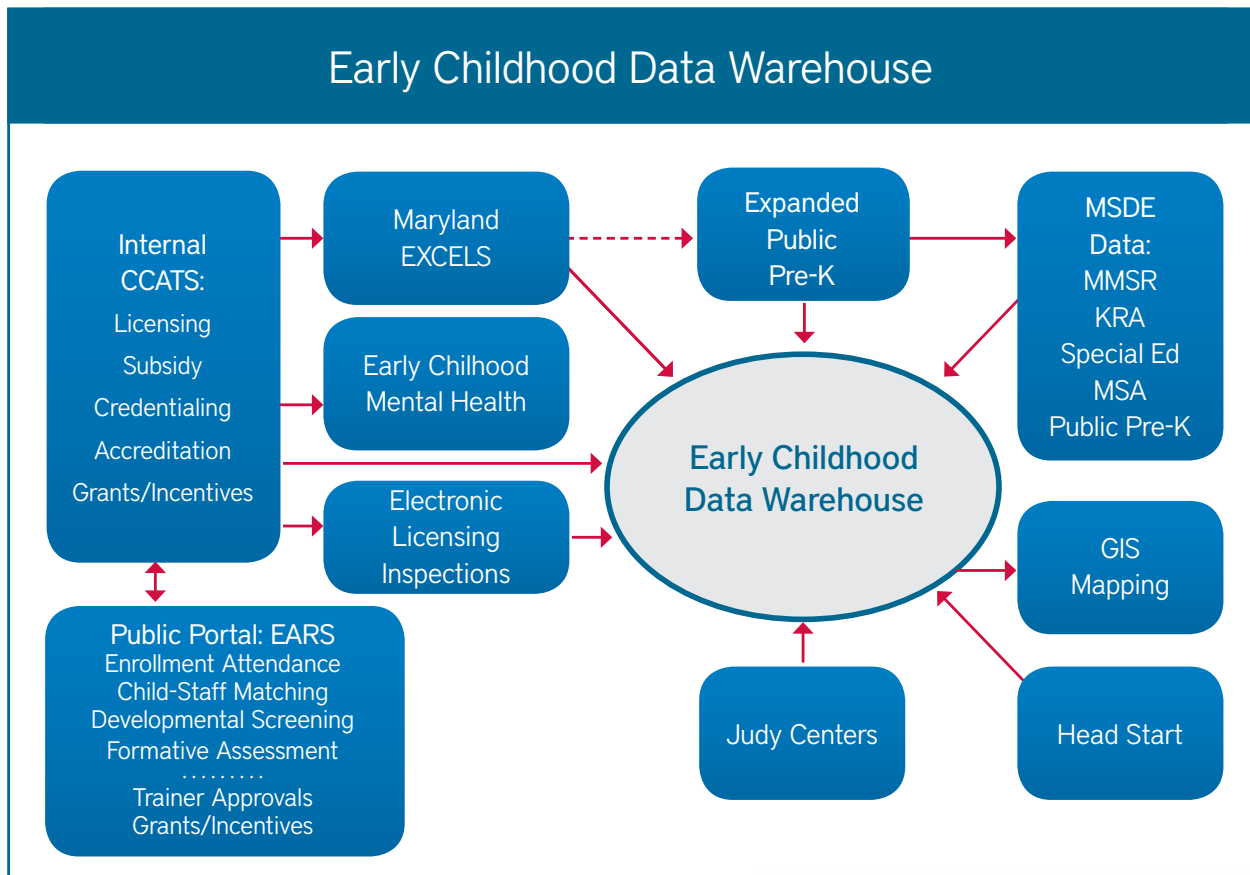 Early Childhood Data Warehouse
Internal
CCATS:
Licensing
Subsidy
Credentialing
Accreditation
Grants/Incentives
Maryland
EXCELS
Early Chilhood
Mental Health
Electronic
Licensing
Inspections
Expanded
Public
Pre-K
MSDE
Data:
MMSR
KRA
Special Ed
MSA
Public Pre-K
Early Childhood
Data Warehouse
GIS
Mapping
Public Portal: EARS
Enrollment Attendance
Child-Staff Matching
Developmental Screening
Formative Assessment
.........
Trainer Approvals
Grants/Incentives
Judy Centers
Head Start